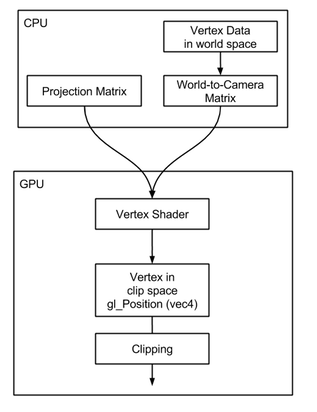 CPU
Vertex Data
in world space
Projection Matrix
World-to-Camera
Matrix
GPU
Vertex Shader
Vertex in
clip space
gl_Position (vec4)
Clipping